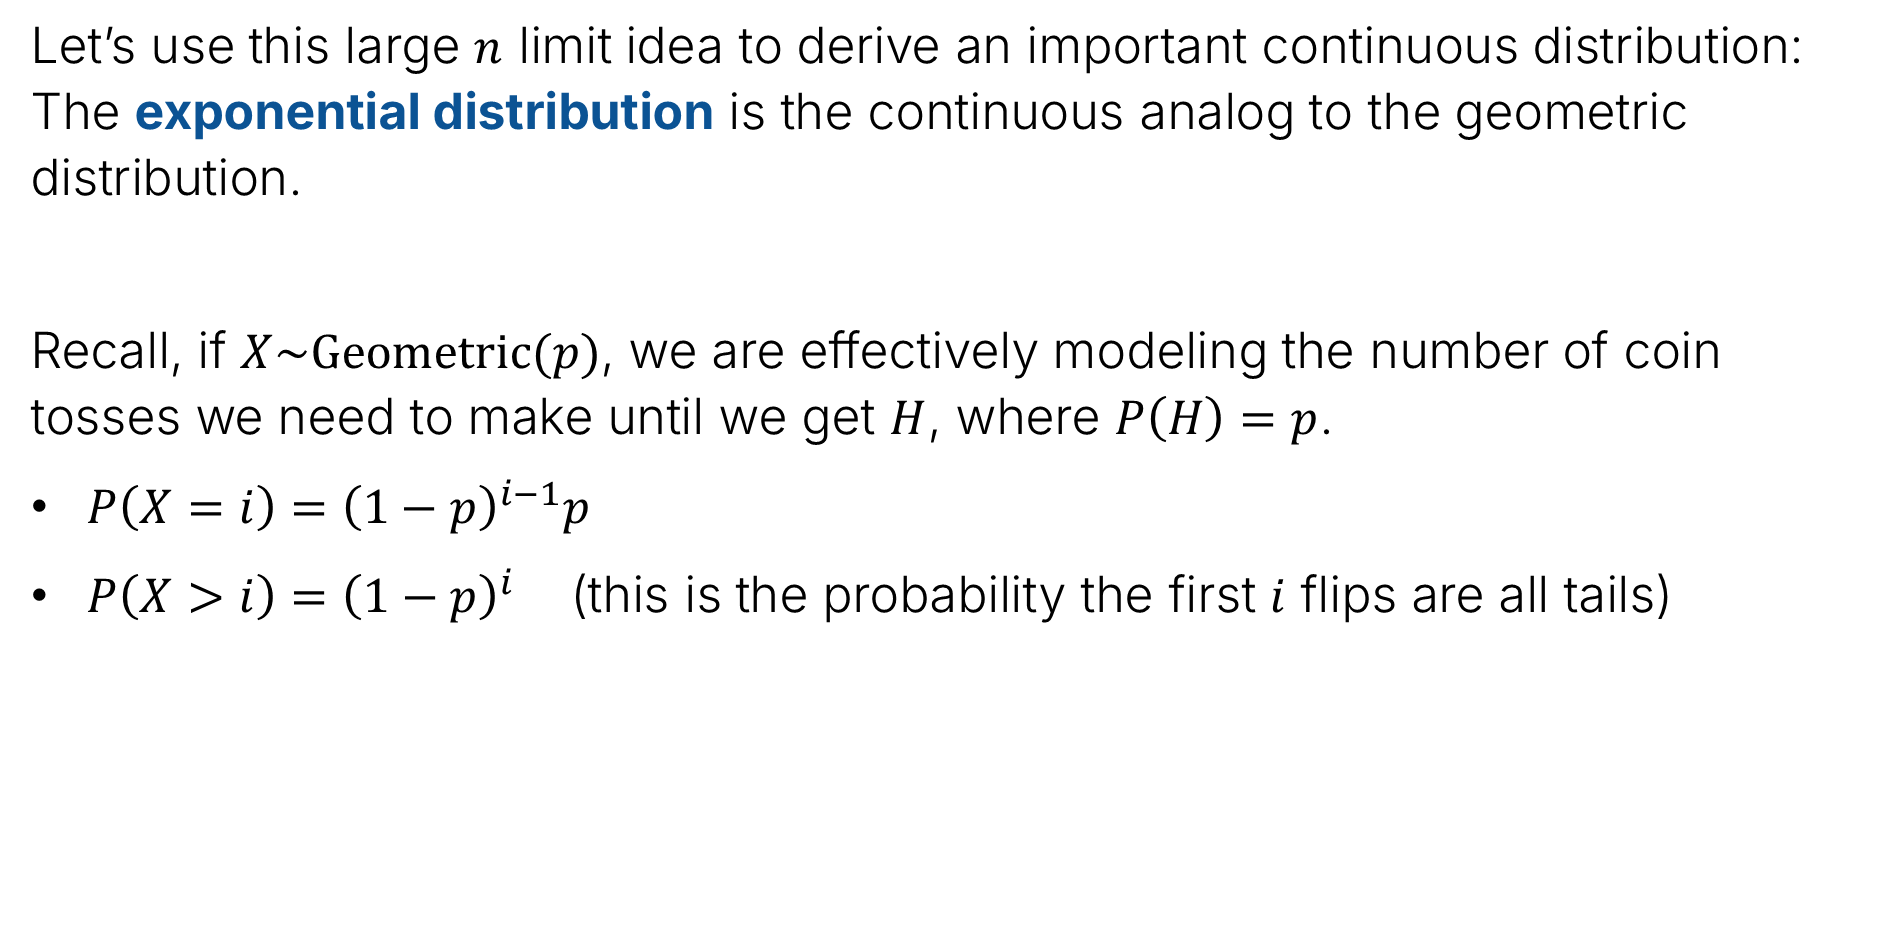 Let’s use this large n limit idea to derive an important continuous distribution:
The exponential distribution is the continuous analog to the geometric
distribution.
Recall, if X~Geometric(p), we are effectively modeling the number of coin
tosses we need to make until we get H, where P(H) = p.
• P(X = i) = (1 − p)^{i−1}p
• P(X > i) = (1 − p)^i (this is the probability the first i flips are all tails)